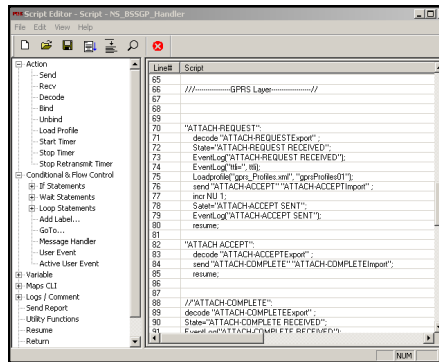 Script Editor - Script - NS_BSSGP_Handler
File Edit View Help
Action
Send
Recv
Decode
Bind
Unbind
Load Profile
Start Timer
Stop Timer
Stop Retransmit Timer
Conditional & Flow Control
If Statements
Wait Statements
Loop Statements
Add Label...
GoTo...
Message Handler
User Event
Active User Event
Variable
Maps CLI
Logs / Comment
Send Report
Utility Functions
Resume
Return
Line# Script
65
66 ///-----------------GPRS Layer-------------------//
67
68
69
70 "ATTACH-REQUEST":
71 decode "ATTACH-REQUESTExport" ;
72 State="ATTACH-REQUEST RECEIVED";
73 EventLog("ATTACH-REQUEST RECEIVED");
74 EventLog("ttli=", ttli);
75 Loadprofile("gprs_Profiles.xml", "gprsProfiles01");
76 send "ATTACH-ACCEPT" "ATTACH-ACCEPTImport" ;
77 incr NU 1;
78 Satet="ATTACH-ACCEPT SENT";
79 EventLog("ATTACH-ACCEPT SENT");
80 resume;
81
82 "ATTACH ACCEPT":
83 decode "ATTACH-ACCEPTExport" ;
84 send "ATTACH-COMPLETE" "ATTACH-COMPLETEImport";
85 resume;
86
87
88 //"ATTACH-COMPLETE":
89 decode "ATTACH-COMPLETEExport" ;
90 State="ATTACH-COMPLETE RECEIVED";
91 EventLog("ATTACH-COMPLETE RECEIVED");
NUM